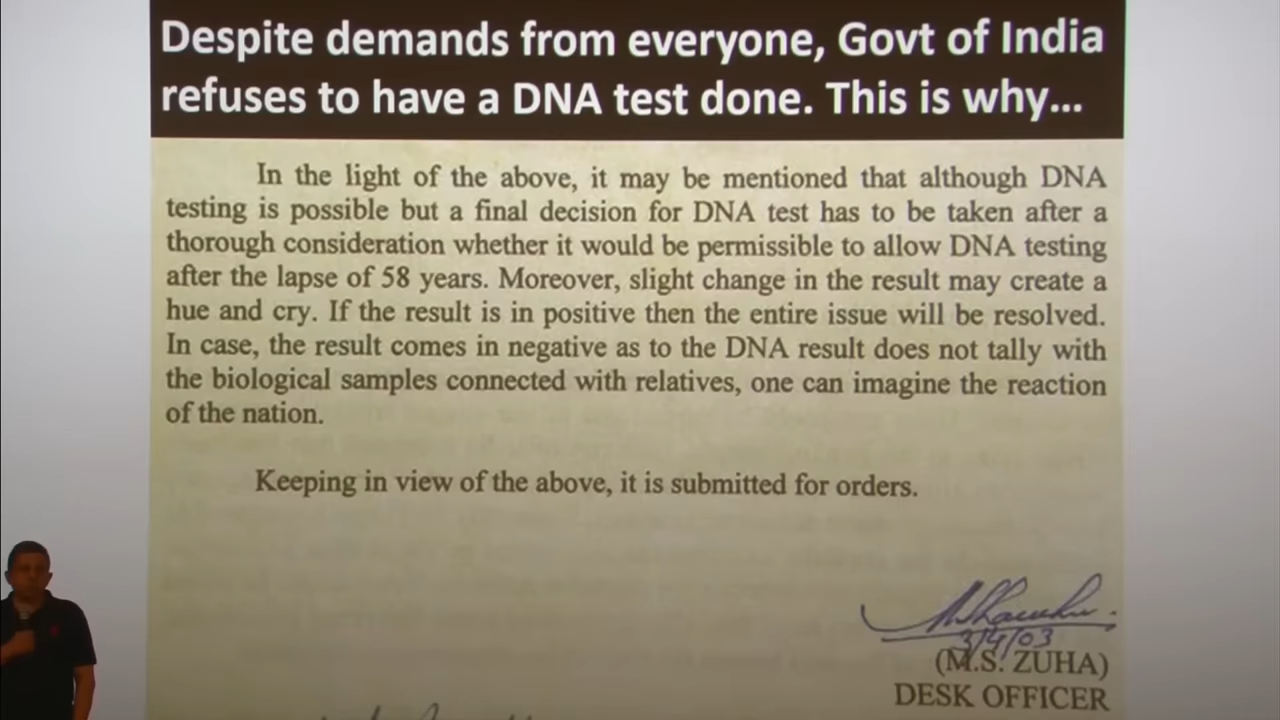 Despite demands from everyone, Govt of India
refuses to have a DNA test done. This is why...
In the light of the above, it may be mentioned that although DNA
testing is possible but a final decision for DNA test has to be taken after a
thorough consideration whether it would be permissible to allow DNA testing
after the lapse of 58 years. Moreover, slight change in the result may create a
hue and cry. If the result is in positive then the entire issue will be resolved.
In case, the result comes in negative as to the DNA result does not tally with
the biological samples connected with relatives, one can imagine the reaction
of the nation.
Keeping in view of the above, it is submitted for orders.
3/4/03
(M.S. ZUHA)
DESK OFFICER